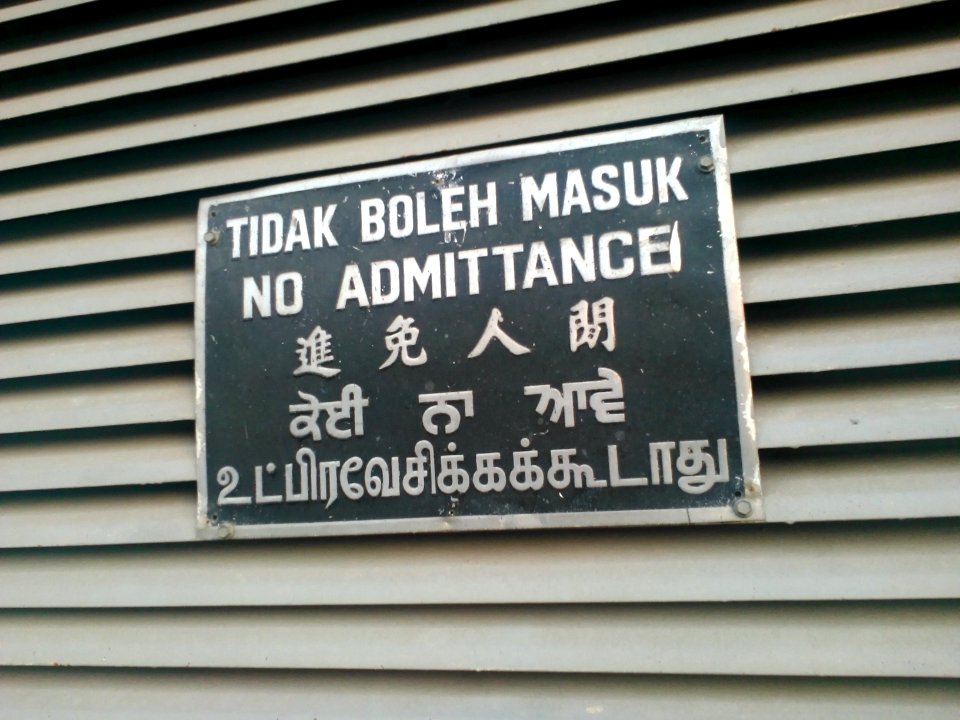 TIDAK BOLEH MASUK
NO ADMITTANCE
進免人閒
ਕੋਈ ਨਾ ਆਵੇ
உட்பிரவேசிக்கக்கூடாது